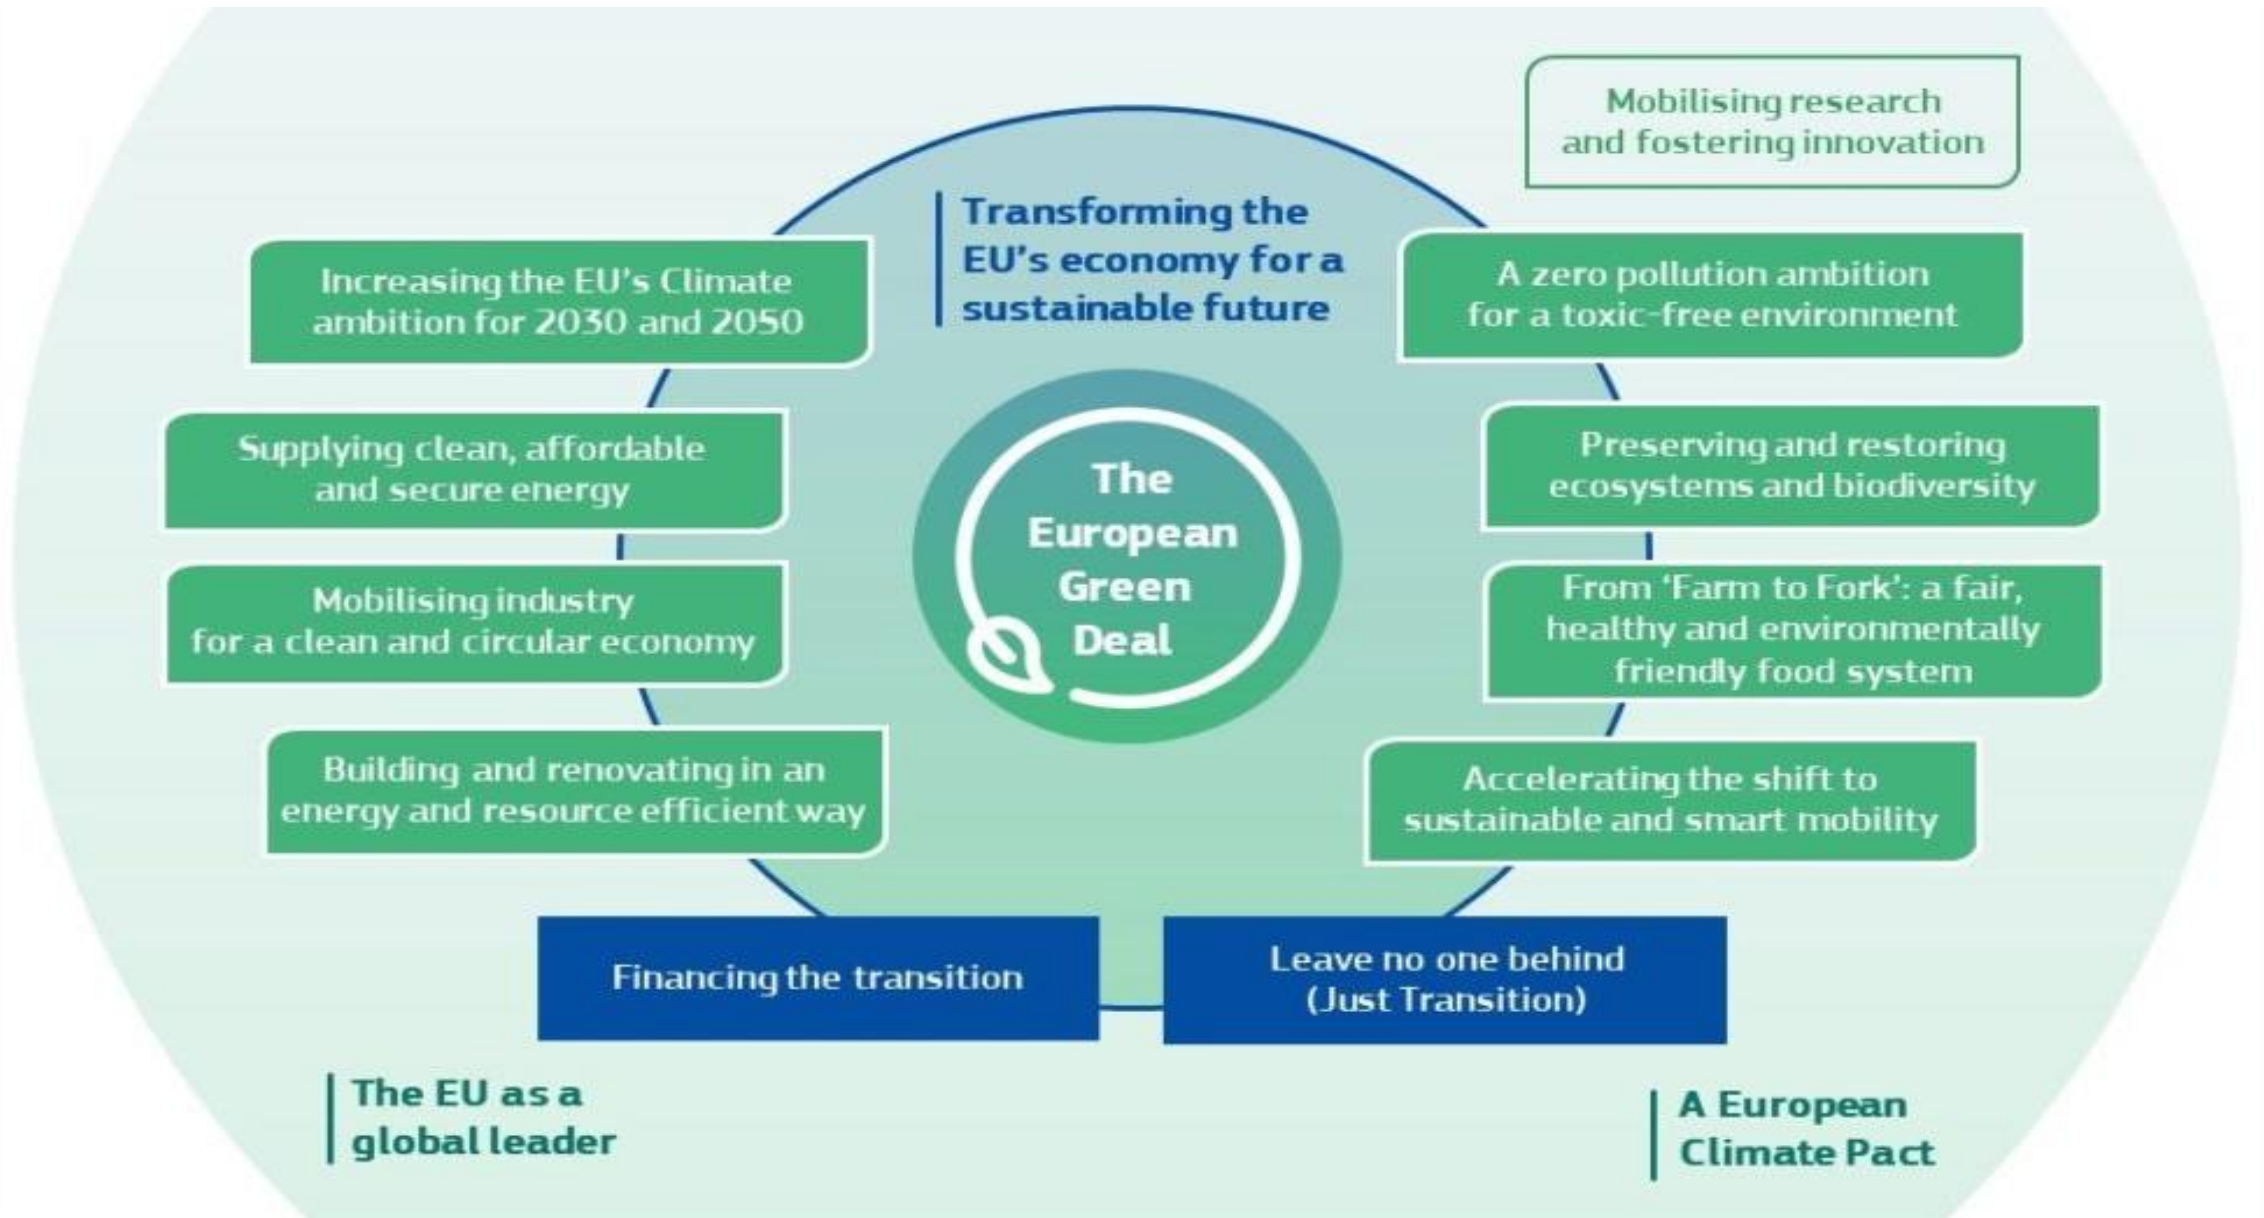 Mobilising research
and fostering innovation
Transforming the
EU's economy for a
sustainable future
Increasing the EU's Climate
ambition for 2030 and 2050
A zero pollution ambition
for a toxic-free environment
Supplying clean, affordable
and secure energy
Preserving and restoring
ecosystems and biodiversity
The
European
Green
Deal
Mobilising industry
for a clean and circular economy
From ‘Farm to Fork’: a fair,
healthy and environmentally
friendly food system
Building and renovating in an
energy and resource efficient way
Accelerating the shift to
sustainable and smart mobility
Financing the transition
Leave no one behind
(Just Transition)
The EU as a
global leader
A European
Climate Pact